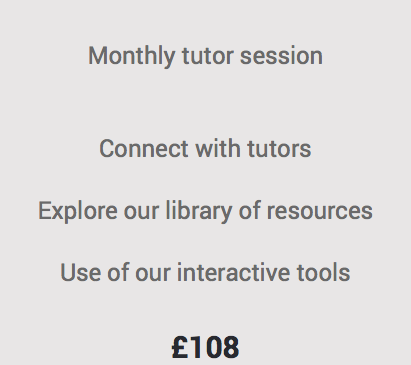 Monthly tutor session
Connect with tutors
Explore our library of resources
Use of our interactive tools
£108